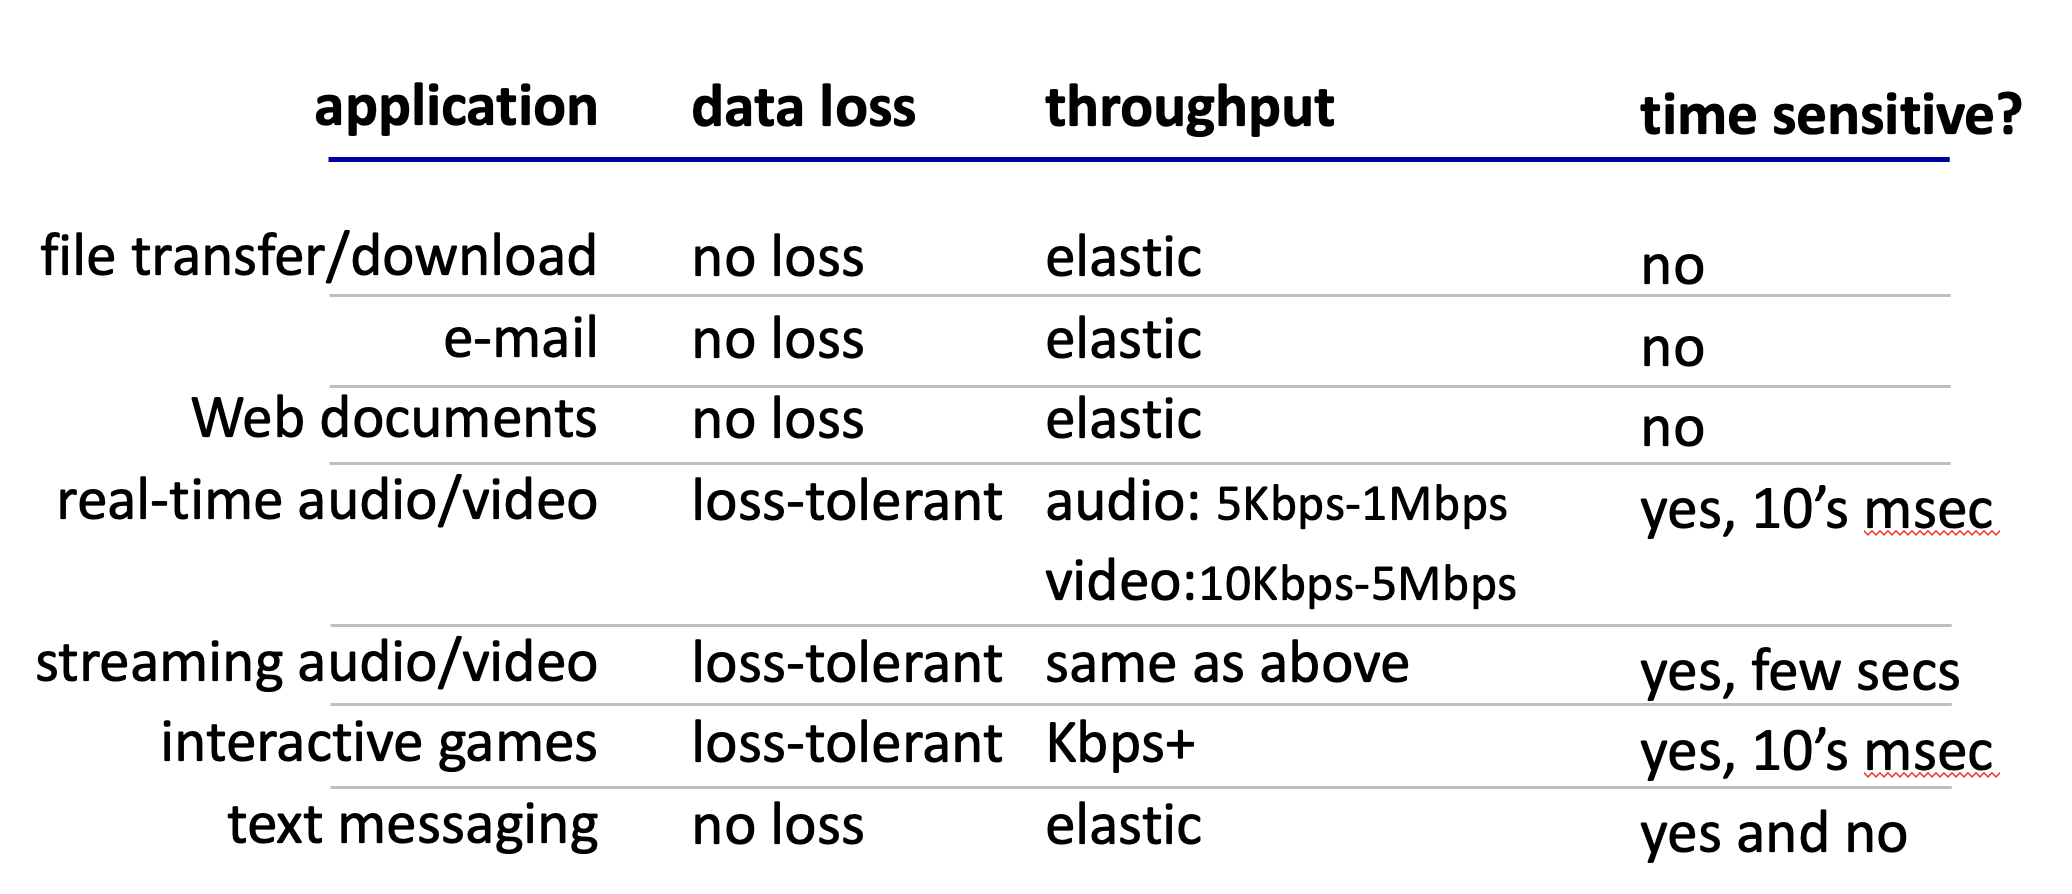 application data loss throughput time sensitive?
file transfer/download no loss elastic no
e-mail no loss elastic no
Web documents no loss elastic no
real-time audio/video loss-tolerant audio: 5Kbps-1Mbps yes, 10’s msec
video:10Kbps-5Mbps
streaming audio/video loss-tolerant same as above yes, few secs
interactive games loss-tolerant Kbps+ yes, 10’s msec
text messaging no loss elastic yes and no